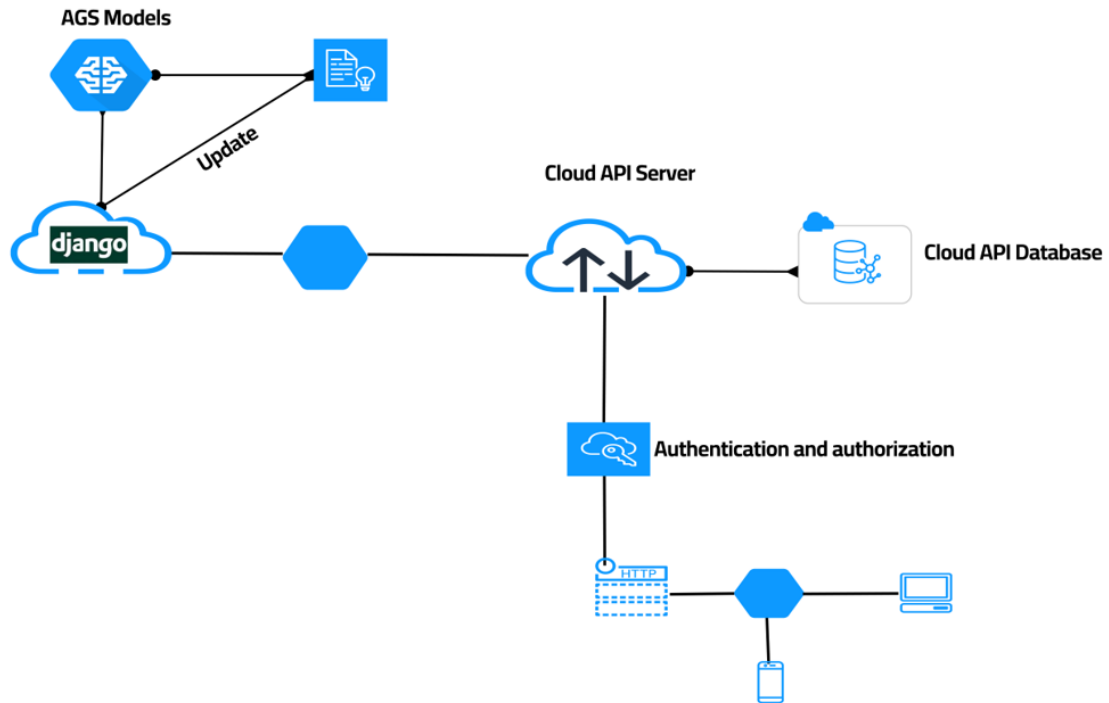 AGS Models
Update
Cloud API Server
django
Cloud API Database
Authentication and authorization
HTTP